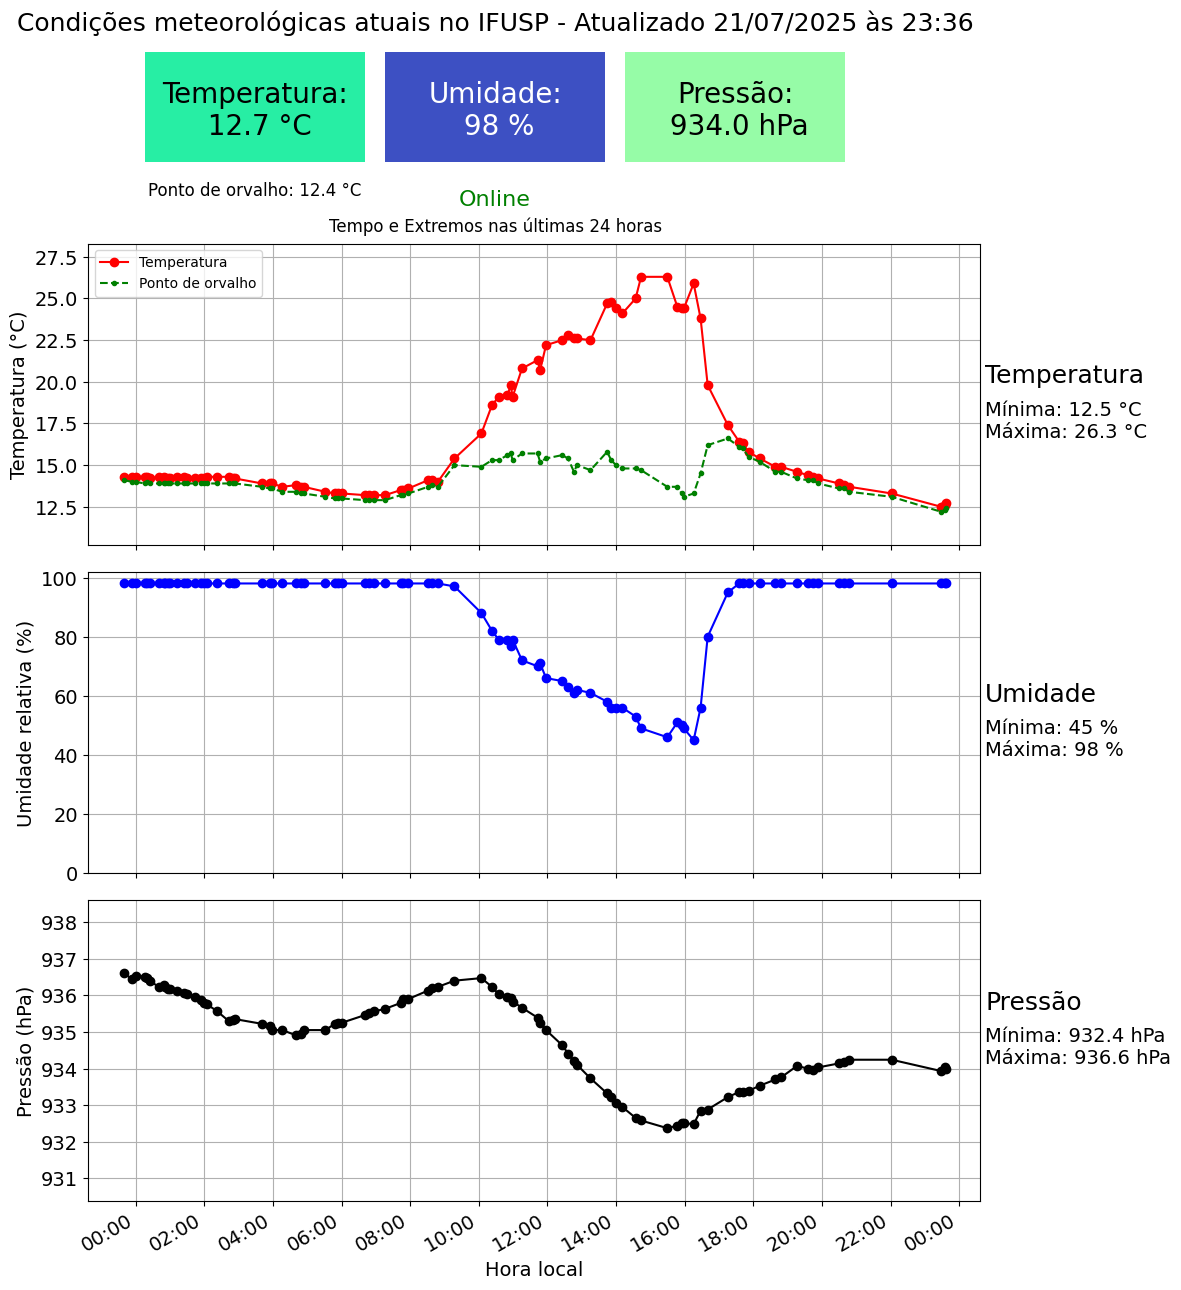 Condições meteorológicas atuais no IFUSP - Atualizado 21/07/2025 às 23:36
Temperatura:
12.7 °C
Umidade:
98 %
Pressão:
934.0 hPa
Ponto de orvalho: 12.4 °C
Online
Tempo e Extremos nas últimas 24 horas
Temperatura (°C)
27.5
25.0
22.5
20.0
17.5
15.0
12.5
Temperatura
Ponto de orvalho
Temperatura
Mínima: 12.5 °C
Máxima: 26.3 °C
Umidade relativa (%)
100
80
60
40
20
0
Umidade
Mínima: 45 %
Máxima: 98 %
Pressão (hPa)
938
937
936
935
934
933
932
931
Pressão
Mínima: 932.4 hPa
Máxima: 936.6 hPa
00:00 02:00 04:00 06:00 08:00 10:00 12:00 14:00 16:00 18:00 20:00 22:00 00:00
Hora local